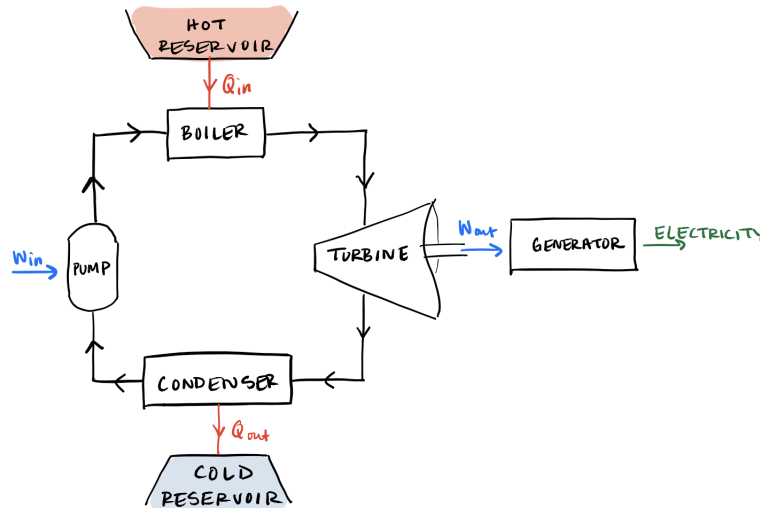 HOT
RESERVOIR
Qin
BOILER
Win
PUMP
TURBINE
Wout
GENERATOR
ELECTRICITY
CONDENSER
Qout
COLD
RESERVOIR